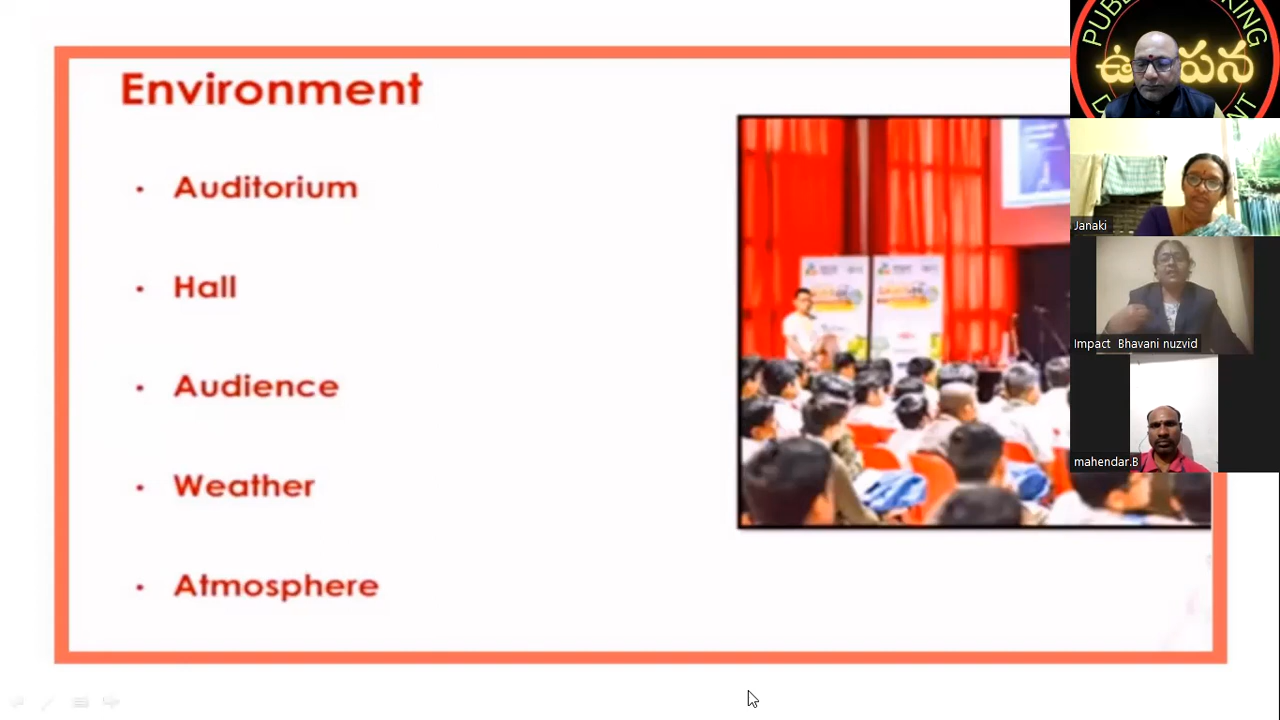 Environment
· Auditorium
· Hall
· Audience
· Weather
· Atmosphere
Janaki
Impact Bhavani nuzvid
mahendar.B